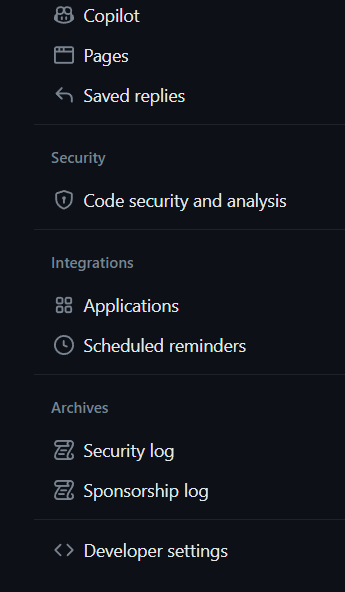 Copilot
Pages
Saved replies
Security
Code security and analysis
Integrations
Applications
Scheduled reminders
Archives
Security log
Sponsorship log
Developer settings